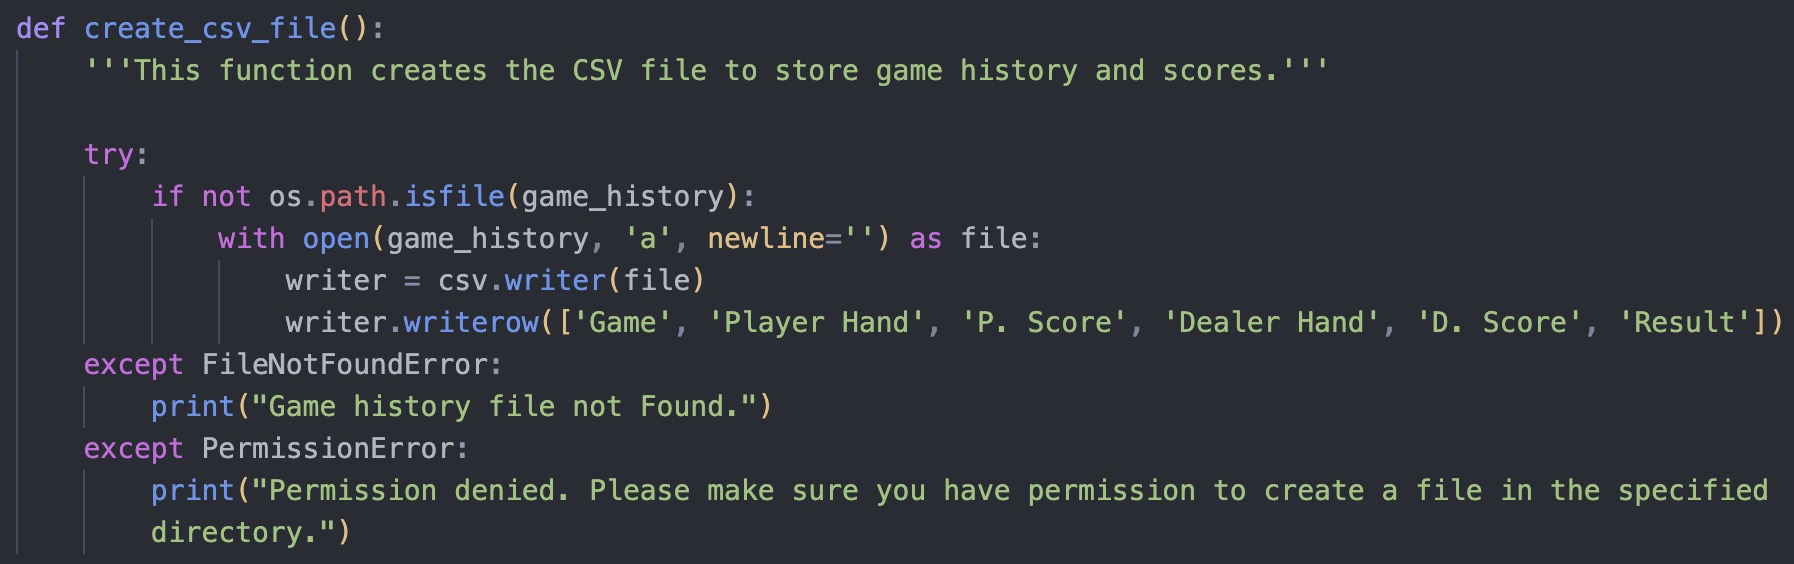 def create_csv_file():
    '''This function creates the CSV file to store game history and scores.'''

    try:
        if not os.path.isfile(game_history):
            with open(game_history, 'a', newline='') as file:
                writer = csv.writer(file)
                writer.writerow(['Game', 'Player Hand', 'P. Score', 'Dealer Hand', 'D. Score', 'Result'])
    except FileNotFoundError:
        print("Game history file not Found.")
    except PermissionError:
        print("Permission denied. Please make sure you have permission to create a file in the specified
        directory.")